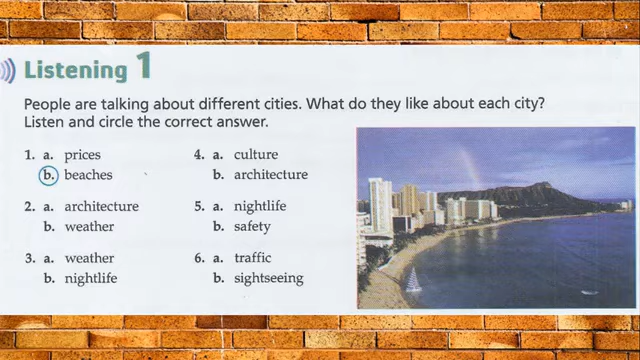 Listening 1
People are talking about different cities. What do they like about each city?
Listen and circle the correct answer.
1. a. prices
b. beaches
2. a. architecture
b. weather
3. a. weather
b. nightlife
4. a. culture
b. architecture
5. a. nightlife
b. safety
6. a. traffic
b. sightseeing